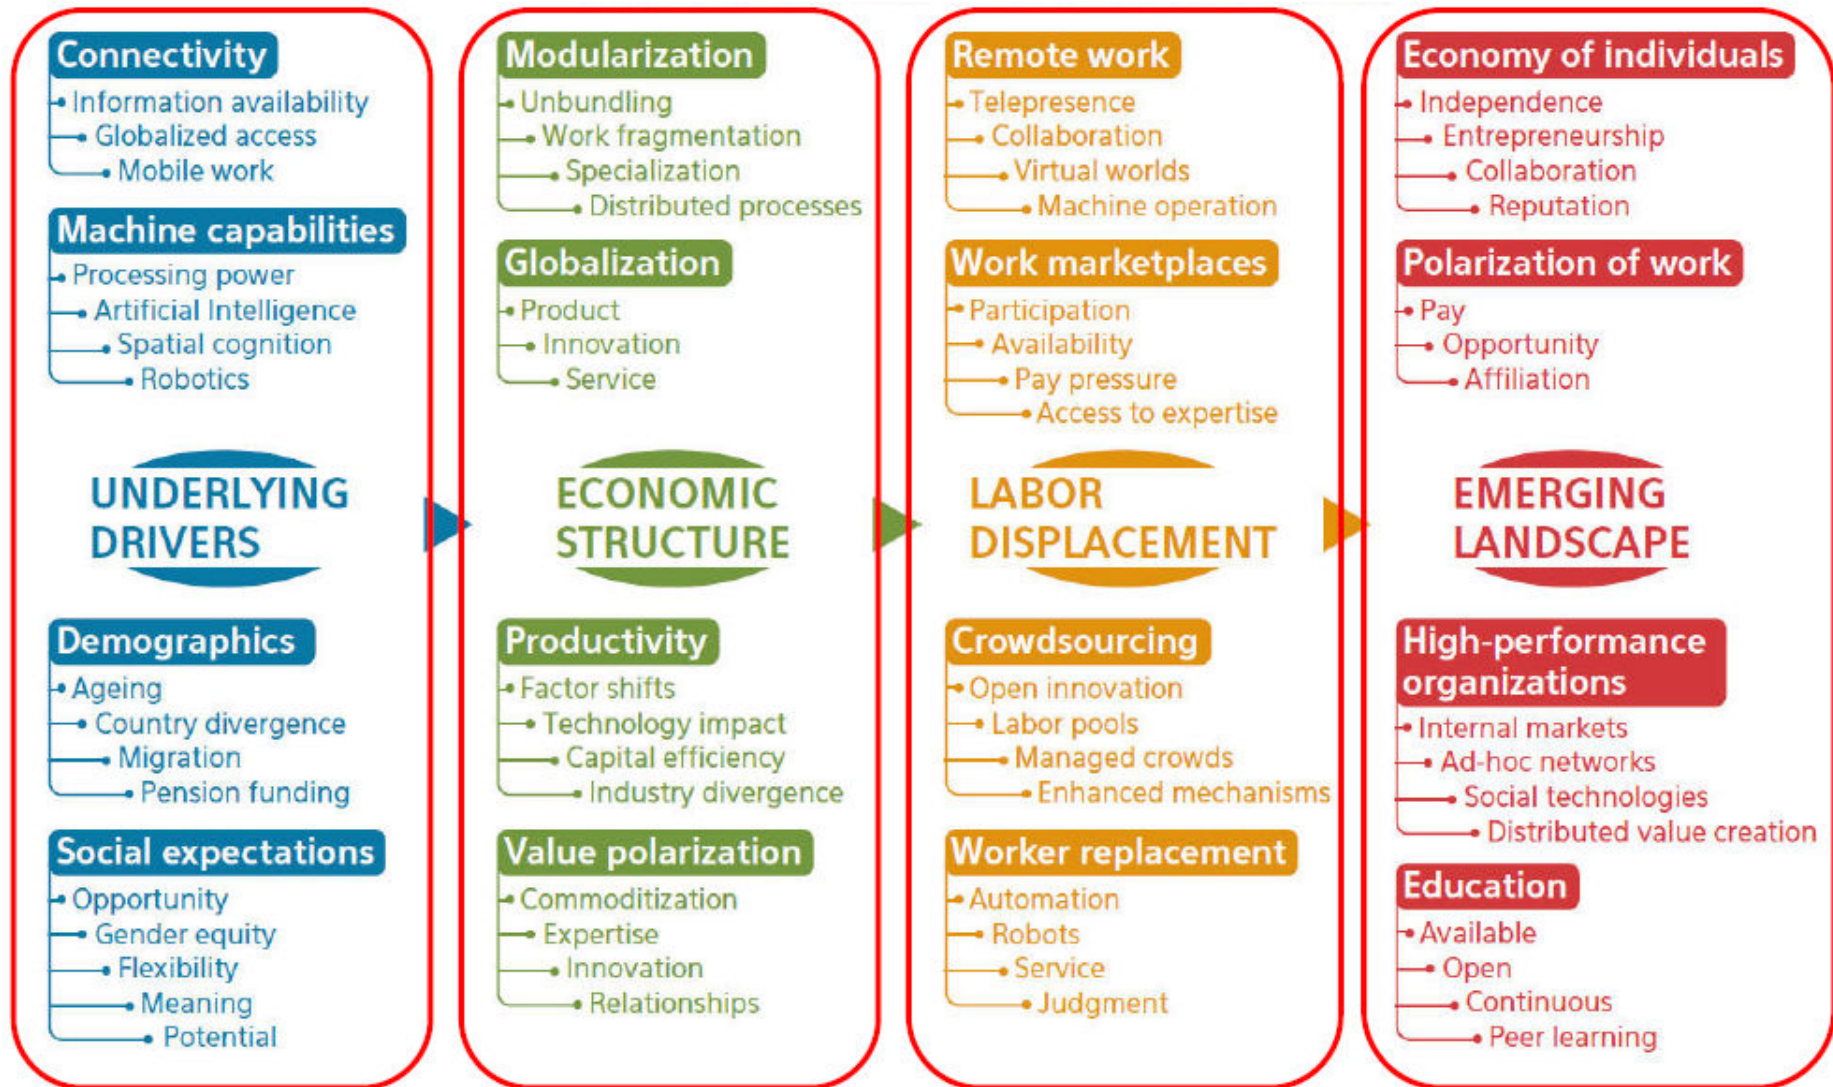 Connectivity
Information availability
Globalized access
Mobile work
Machine capabilities
Processing power
Artificial Intelligence
Spatial cognition
Robotics
UNDERLYING
DRIVERS
Demographics
Ageing
Country divergence
Migration
Pension funding
Social expectations
Opportunity
Gender equity
Flexibility
Meaning
Potential
Modularization
Unbundling
Work fragmentation
Specialization
Distributed processes
Globalization
Product
Innovation
Service
ECONOMIC
STRUCTURE
Productivity
Factor shifts
Technology impact
Capital efficiency
Industry divergence
Value polarization
Commoditization
Expertise
Innovation
Relationships
Remote work
Telepresence
Collaboration
Virtual worlds
Machine operation
Work marketplaces
Participation
Availability
Pay pressure
Access to expertise
LABOR
DISPLACEMENT
Crowdsourcing
Open innovation
Labor pools
Managed crowds
Enhanced mechanisms
Worker replacement
Automation
Robots
Service
Judgment
Economy of individuals
Independence
Entrepreneurship
Collaboration
Reputation
Polarization of work
Pay
Opportunity
Affiliation
EMERGING
LANDSCAPE
High-performance
organizations
Internal markets
Ad-hoc networks
Social technologies
Distributed value creation
Education
Available
Open
Continuous
Peer learning